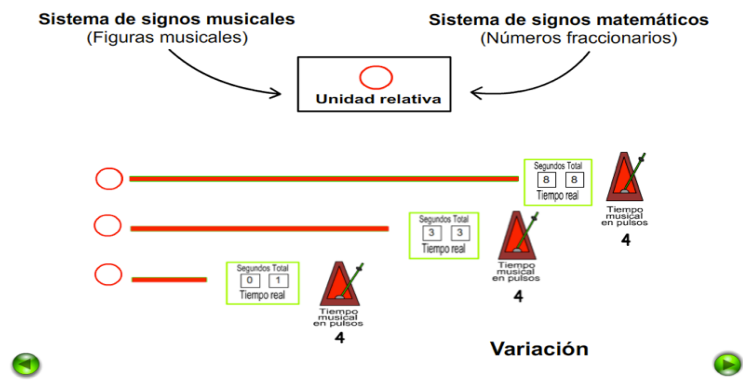 Sistema de signos musicales
(Figuras musicales)
Sistema de signos matemáticos
(Números fraccionarios)
Unidad relativa
Segundos Total
8 8
Tiempo real
Tiempo
musical
en pulsos
4
Segundos Total
3 3
Tiempo real
Tiempo
musical
en pulsos
4
Segundos Total
0 1
Tiempo real
Tiempo
musical
en pulsos
4
Variación